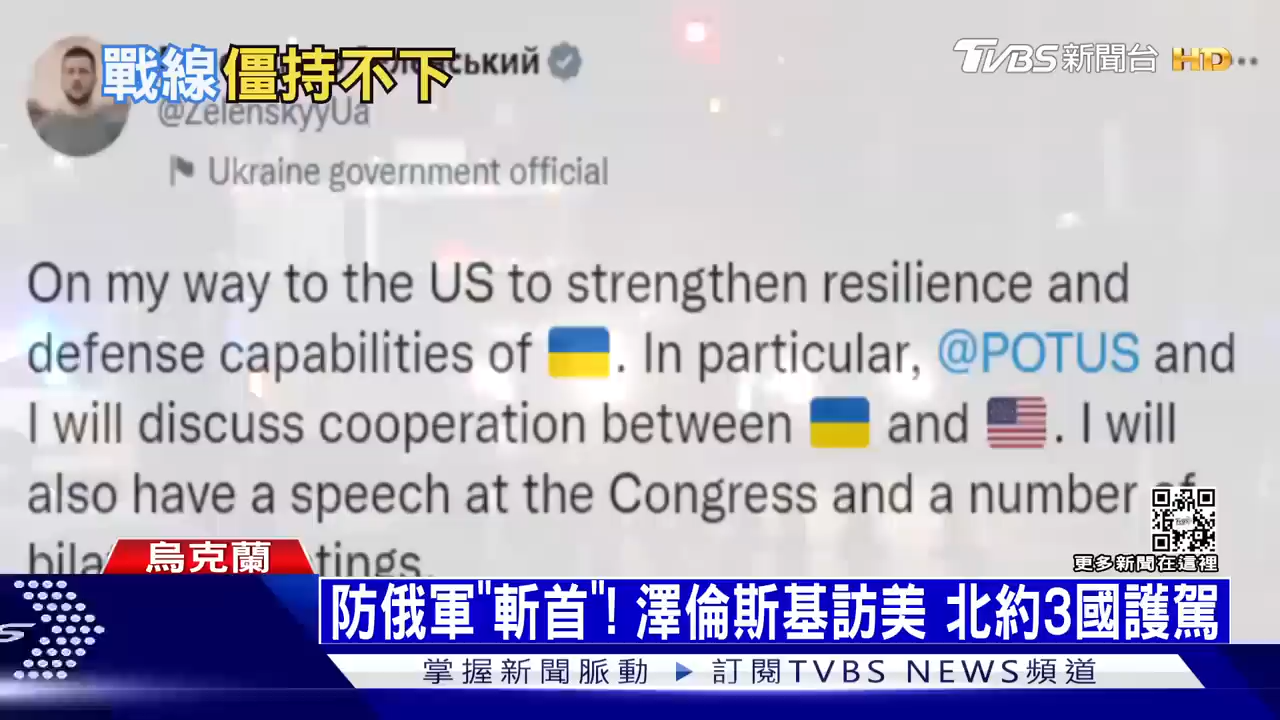 戰線僵持不下
TVBS新聞台 HD
@ZelenskyyUa
Ukraine government official
On my way to the US to strengthen resilience and
defense capabilities of 🇺🇦. In particular, @POTUS and
I will discuss cooperation between 🇺🇦 and 🇺🇸. I will
also have a speech at the Congress and a number of
更多新聞在這裡
烏克蘭
防俄軍"斬首"! 澤倫斯基訪美 北約3國護駕
掌握新聞脈動 ▶ 訂閱TVBS NEWS頻道